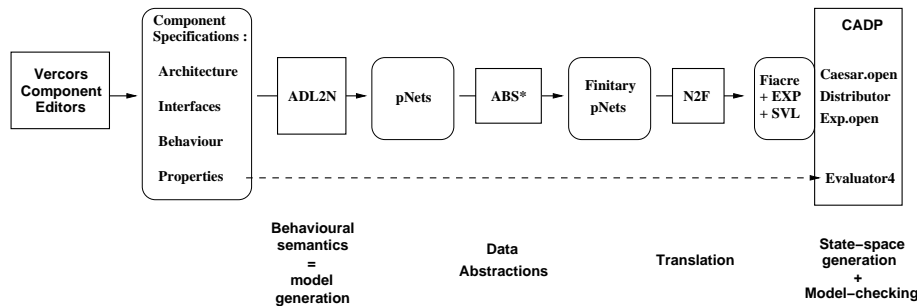 Vercors
Component
Editors
Component
Specifications :
Architecture
Interfaces
Behaviour
Properties
ADL2N
pNets
ABS*
Finitary
pNets
N2F
Fiacre
+ EXP
+ SVL
CADP
Caesar.open
Distributor
Exp.open
Evaluator4
Behavioural
semantics
=
model
generation
Data
Abstractions
Translation
State−space
generation
+
Model−checking